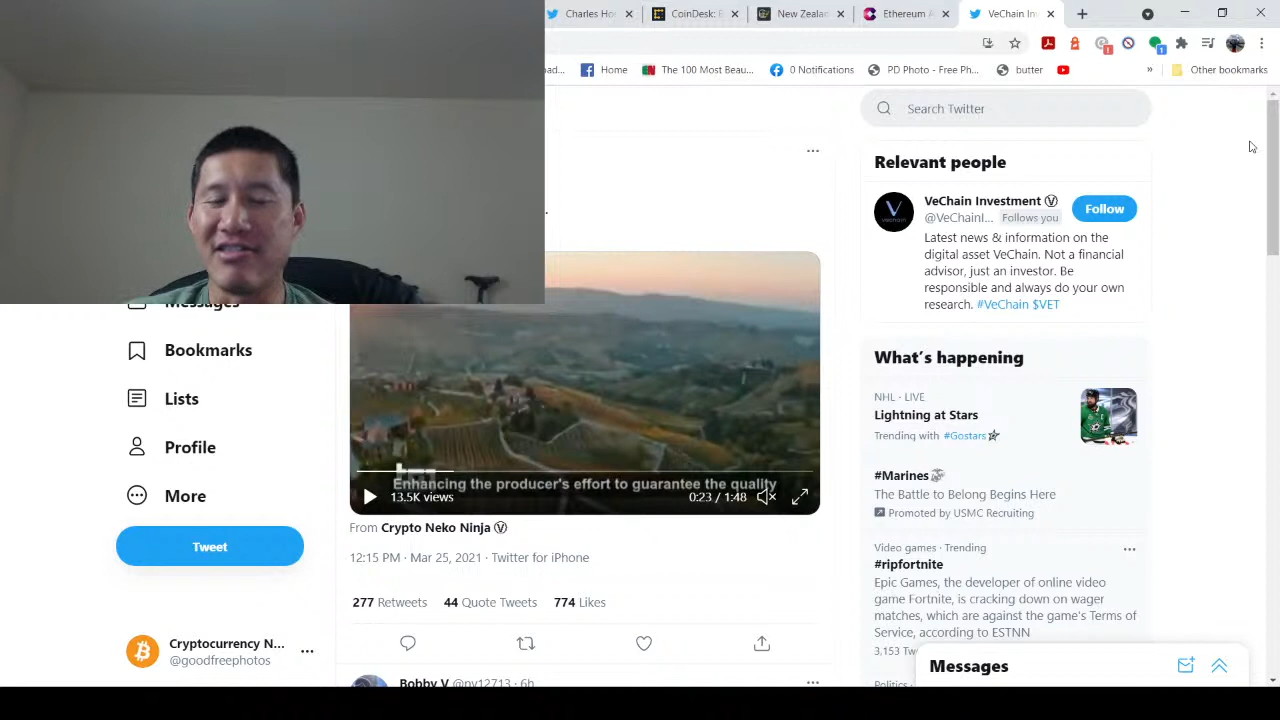 Charles Ho
CoinDesk: B
New Zealan
Ethereum A
VeChain In
oad...
Home
The 100 Most Beau...
0 Notifications
PD Photo - Free Ph...
butter
»
Other bookmarks
Search Twitter
Relevant people
VeChain Investment
@VeChainI... Follows you
Follow
Latest news & information on the
digital asset VeChain. Not a financial
advisor, just an investor. Be
responsible and always do your own
research. #VeChain $VET
Messages
Bookmarks
Lists
Profile
More
Tweet
Cryptocurrency N...
@goodfreephotos
Enhancing the producer's effort to guarantee the quality
13.5K views
0:23 / 1:48
From Crypto Neko Ninja
12:15 PM · Mar 25, 2021 · Twitter for iPhone
277 Retweets 44 Quote Tweets 774 Likes
Bobby V @nv12713 · 6h
What's happening
NHL · LIVE
Lightning at Stars
Trending with #Gostars
#Marines
The Battle to Belong Begins Here
Promoted by USMC Recruiting
Video games · Trending
#ripfortnite
Epic Games, the developer of online video
game Fortnite, is cracking down on wager
matches, which are against the game's Terms of
Service, according to ESTNN
3,153 Tw
Messages